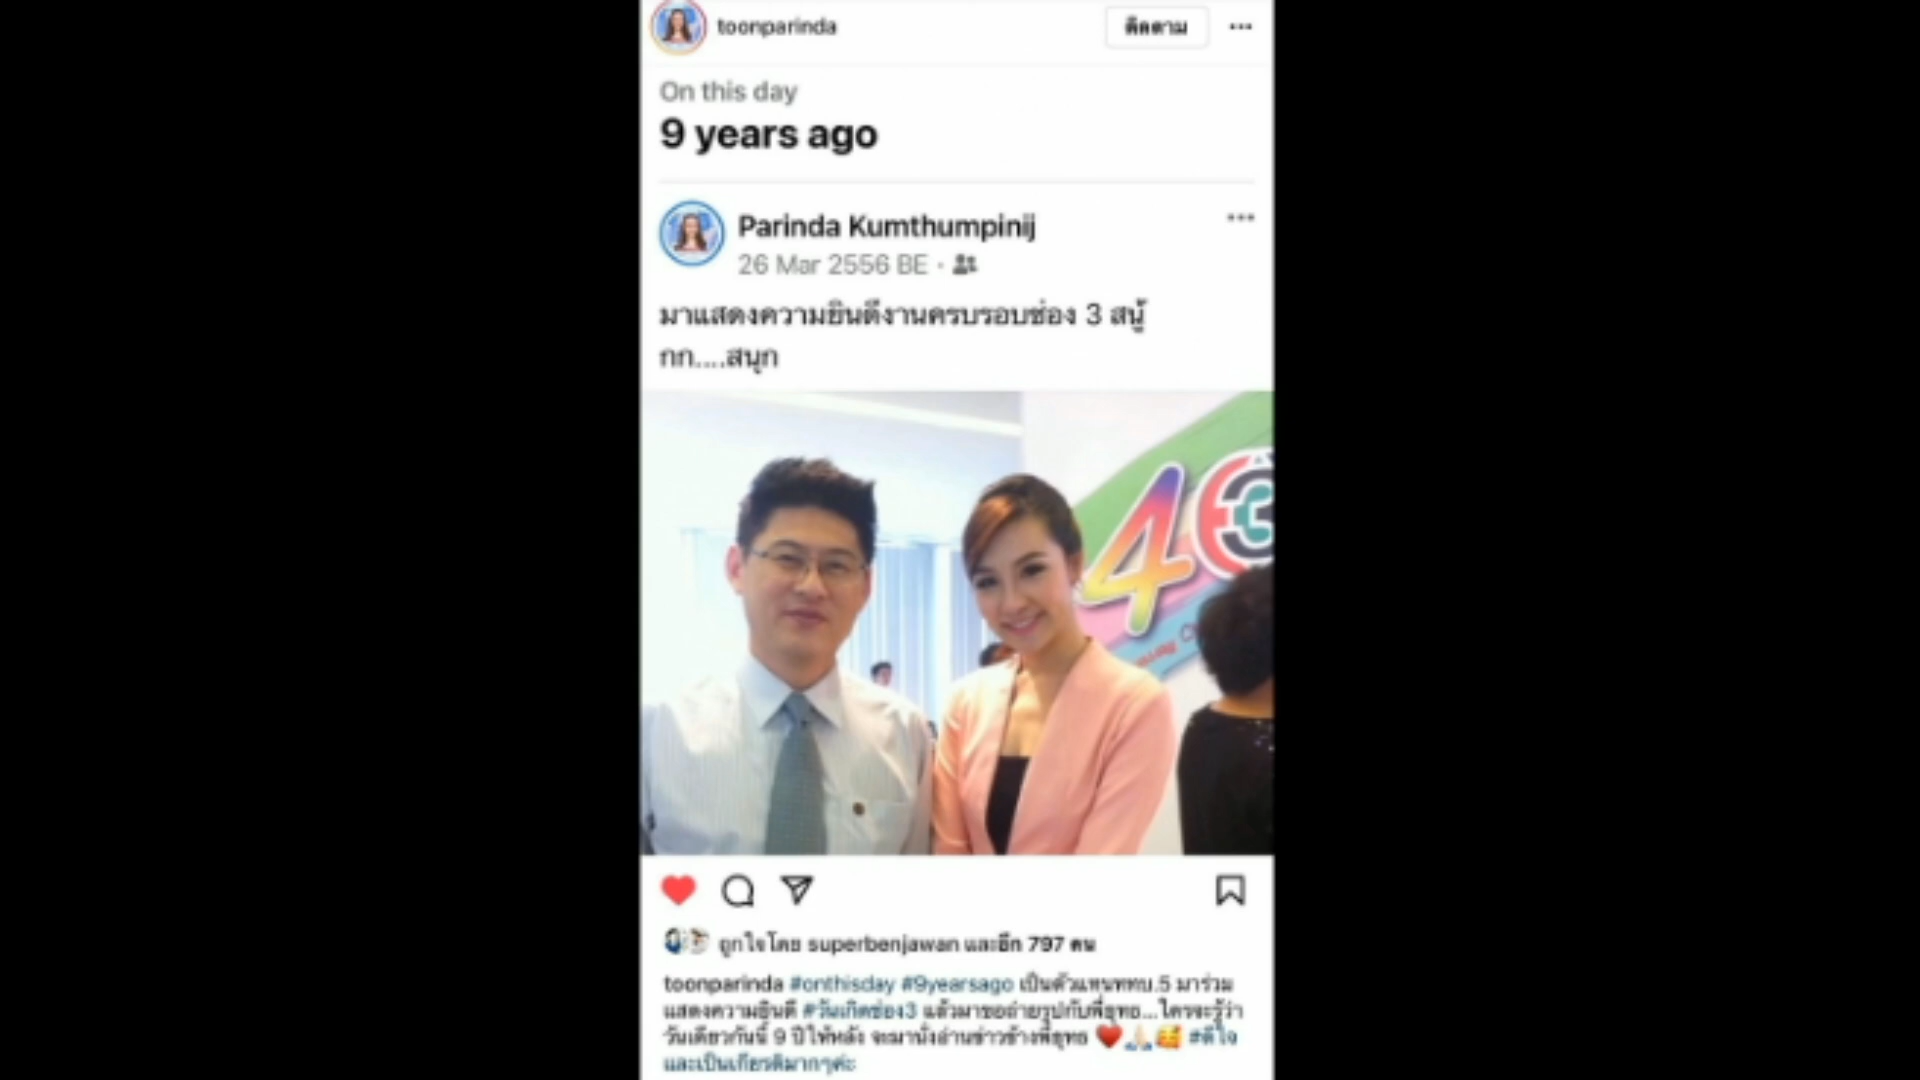 toonparinda
ติดตาม
On this day
9 years ago
Parinda Kumthumpinij
26 Mar 2556 BE
มาแสดงความยินดีงานครบรอบช่อง 3 สนุ้
กก....สนุก
43
ถูกใจโดย superbenjawan และอีก 797 คน
toonparinda #onthisday #9yearsago เป็นตัวแทนททบ.5 มาร่วม
แสดงความยินดี #วันเกิดช่อง3 แล้วมาขอถ่ายรูปกับพี่ยุทธ...ใครจะรู้ว่า
วันเดียวกันนี้ 9 ปีให้หลัง จะมานั่งอ่านข่าวข้างพี่ยุทธ ❤️🙏🏻🥰 #ดีใจ
และเป็นเกียรติมากๆค่ะ